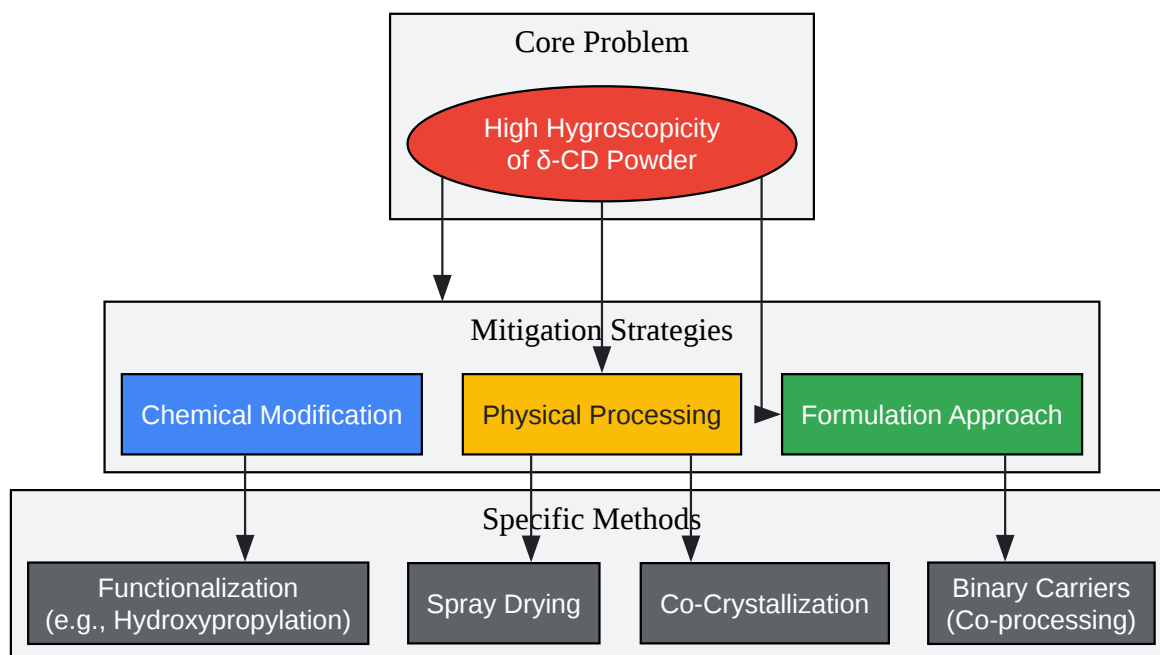 Core Problem
High Hygroscopicity
of δ-CD Powder
Mitigation Strategies
Chemical Modification
Physical Processing
Formulation Approach
Specific Methods
Functionalization
(e.g., Hydroxypropylation)
Spray Drying
Co-Crystallization
Binary Carriers
(Co-processing)